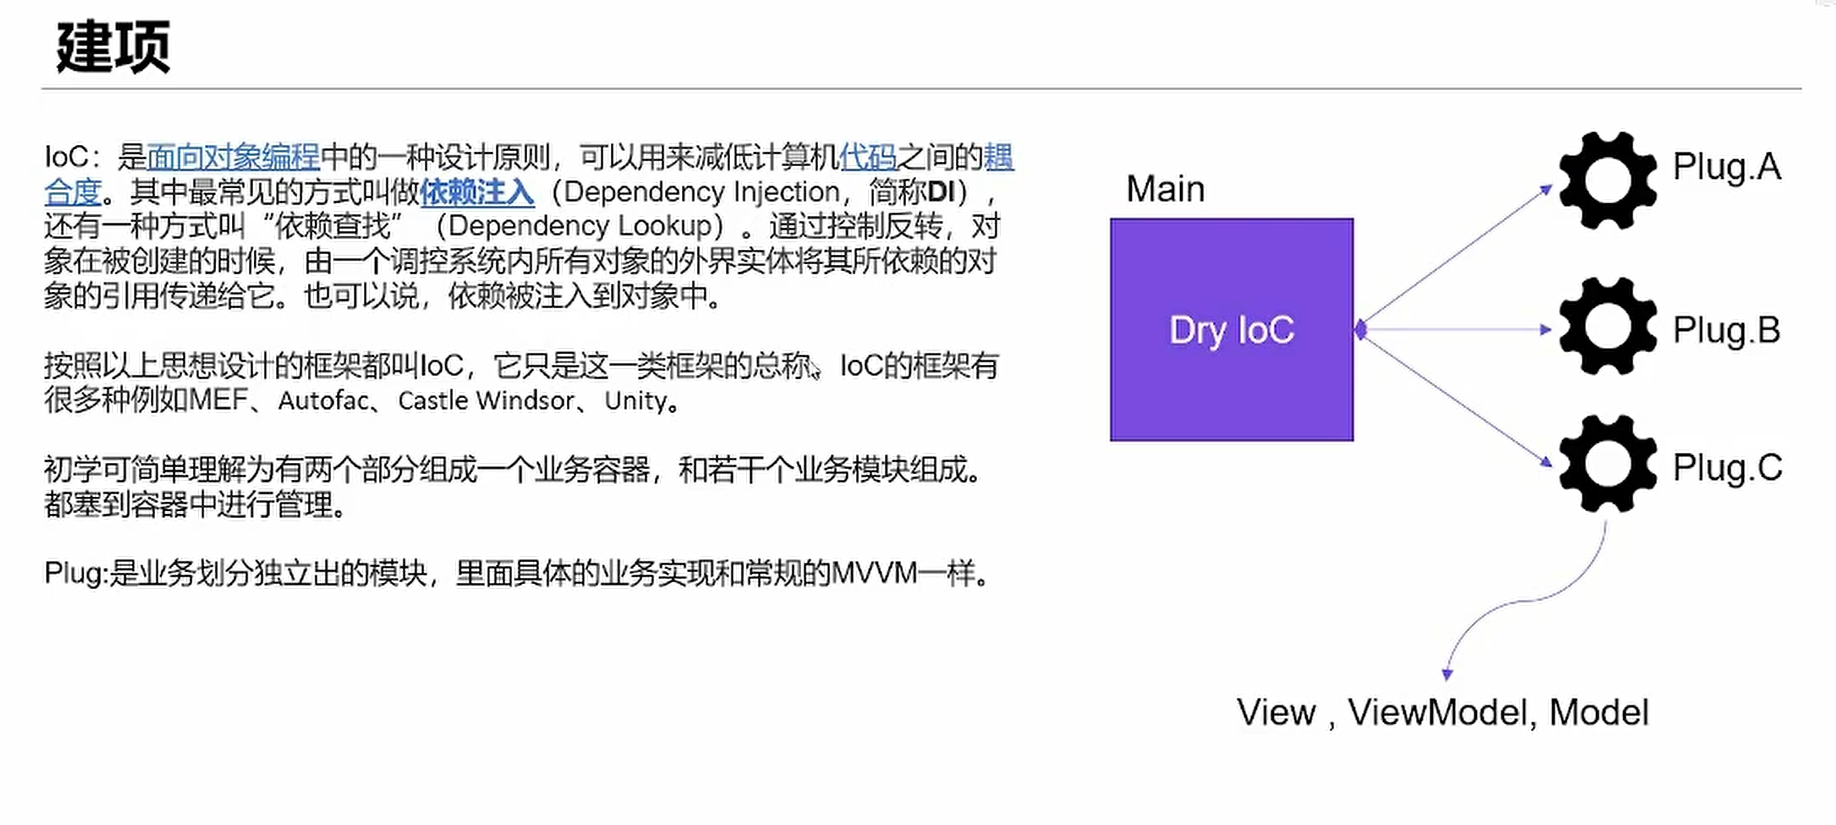 建项
IoC：是面向对象编程中的一种设计原则，可以用来减低计算机代码之间的耦
合度。其中最常见的方式叫做依赖注入（Dependency Injection，简称DI），
还有一种方式叫“依赖查找”（Dependency Lookup）。通过控制反转，对
象在被创建的时候，由一个调控系统内所有对象的外界实体将其所依赖的对
象的引用传递给它。也可以说，依赖被注入到对象中。
按照以上思想设计的框架都叫IoC，它只是这一类框架的总称、IoC的框架有
很多种例如MEF、Autofac、Castle Windsor、Unity。
初学可简单理解为有两个部分组成一个业务容器，和若干个业务模块组成。
都塞到容器中进行管理。
Plug:是业务划分独立出的模块，里面具体的业务实现和常规的MVVM一样。
Main
Dry IoC
Plug.A
Plug.B
Plug.C
View , ViewModel, Model